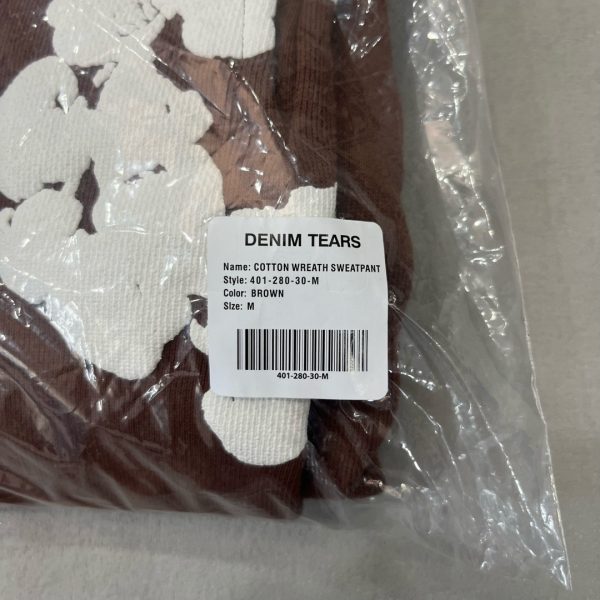 DENIM TEARS
Name: COTTON WREATH SWEATPANT
Style: 401-280-30-M
Color: BROWN
Size: M
401-280-30-M